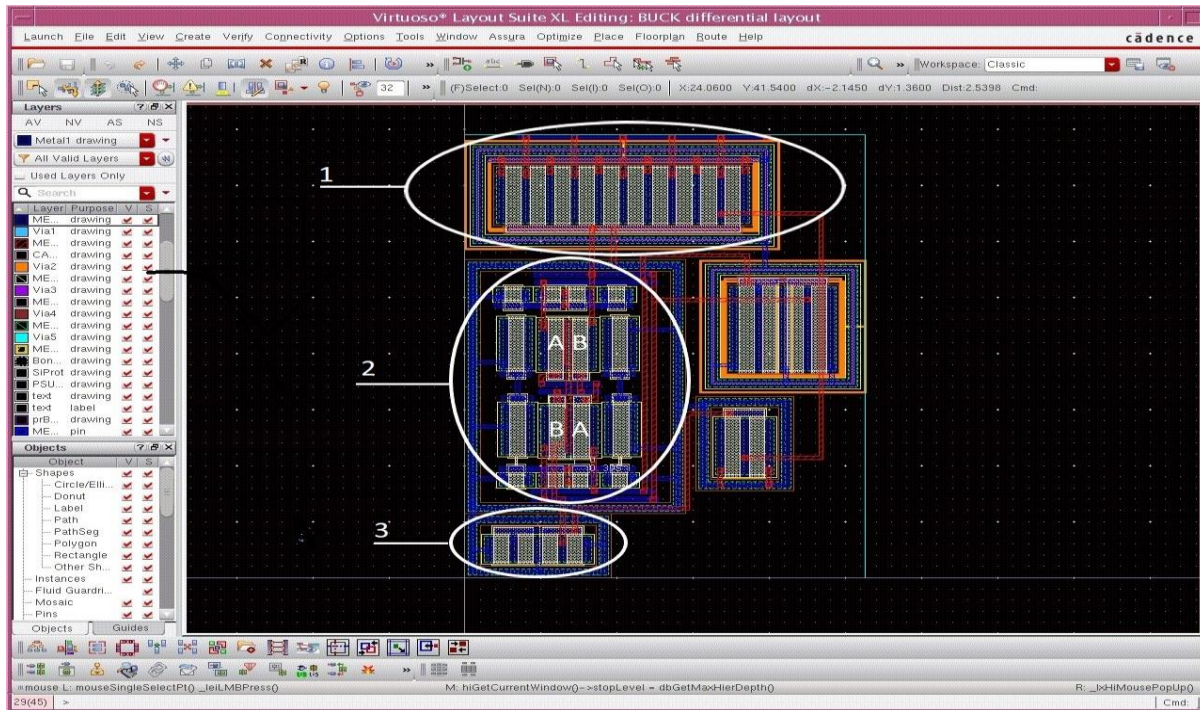 Virtuoso® Layout Suite XL Editing: BUCK differential layout
Launch File Edit View Create Verify Connectivity Options Tools Window Assura Optimize Place Floorplan Route Help
cādence
Workspace: Classic
32 (F)Select:0 Sel(N):0 Sel(I):0 Sel(O):0 X:24.0600 Y:41.5400 dX:-2.1450 dY:1.3600 Dist:2.5398 Cmd:
Layers
AV NV AS NS
Metal1 drawing
All Valid Layers
Used Layers Only
Search
Layer Purpose V S
ME... drawing
Via1 drawing
ME... drawing
CA... drawing
Via2 drawing
ME... drawing
Via3 drawing
ME... drawing
Via4 drawing
ME... drawing
Via5 drawing
ME... drawing
Bon... drawing
SiProt drawing
PSU... drawing
text drawing
text label
prB... drawing
ME... pin
Objects
Object V S
Shapes
Circle/Elli...
Donut
Label
Path
PathSeg
Polygon
Rectangle
Other Sh...
Instances
Fluid Guardri...
Mosaic
Pins
Objects Guides
1
2
A B
B A
3
mouse L: mouseSingleSelectPt() _leiLMBPress() M: hiGetCurrentWindow()->stopLevel = dbGetMaxHierDepth() R: _lxHiMousePopUp()
29(45) > Cmd: